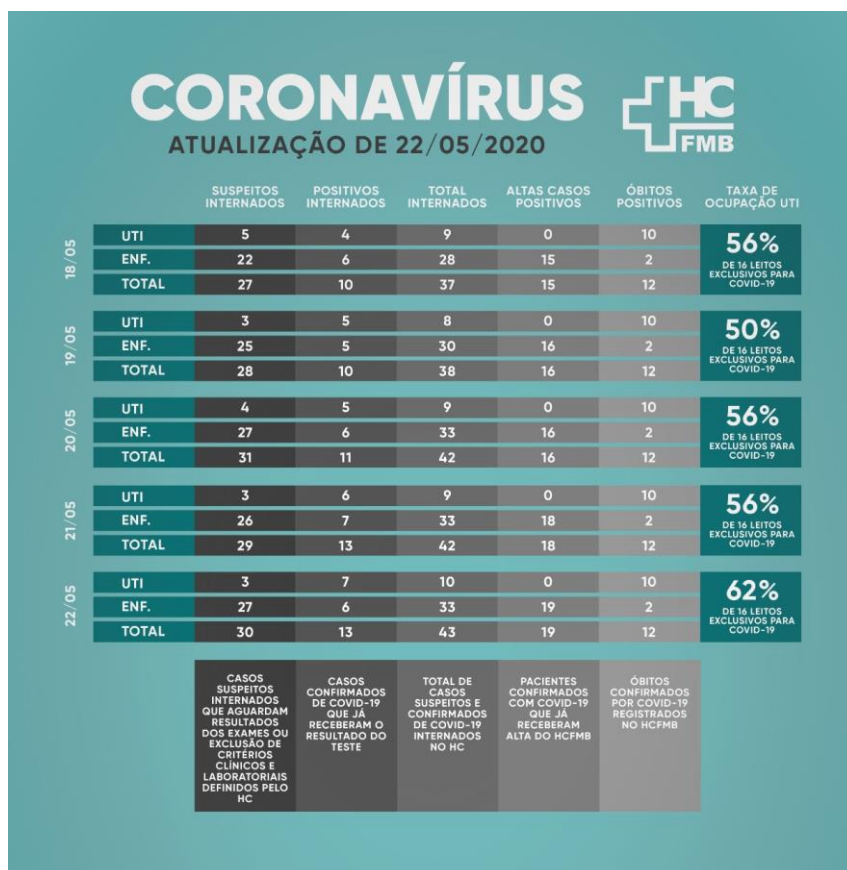 CORONAVÍRUS
ATUALIZAÇÃO DE 22/05/2020
HC
FMB
SUSPEITOS INTERNADOS POSITIVOS INTERNADOS TOTAL INTERNADOS ALTAS CASOS POSITIVOS ÓBITOS POSITIVOS TAXA DE OCUPAÇÃO UTI
18/05
UTI 5 4 9 0 10
ENF. 22 6 28 15 2
TOTAL 27 10 37 15 12
56%
DE 16 LEITOS
EXCLUSIVOS PARA
COVID-19
19/05
UTI 3 5 8 0 10
ENF. 25 5 30 16 2
TOTAL 28 10 38 16 12
50%
DE 16 LEITOS
EXCLUSIVOS PARA
COVID-19
20/05
UTI 4 5 9 0 10
ENF. 27 6 33 16 2
TOTAL 31 11 42 16 12
56%
DE 16 LEITOS
EXCLUSIVOS PARA
COVID-19
21/05
UTI 3 6 9 0 10
ENF. 26 7 33 18 2
TOTAL 29 13 42 18 12
56%
DE 16 LEITOS
EXCLUSIVOS PARA
COVID-19
22/05
UTI 3 7 10 0 10
ENF. 27 6 33 19 2
TOTAL 30 13 43 19 12
62%
DE 16 LEITOS
EXCLUSIVOS PARA
COVID-19
CASOS
SUSPEITOS
INTERNADOS
QUE AGUARDAM
RESULTADOS
DOS EXAMES OU
EXCLUSÃO DE
CRITÉRIOS
CLÍNICOS E
LABORATORIAIS
DEFINIDOS PELO
HC
CASOS
CONFIRMADOS
DE COVID-19
QUE JÁ
RECEBERAM O
RESULTADO DO
TESTE
TOTAL DE
CASOS
SUSPEITOS E
CONFIRMADOS
DE COVID-19
INTERNADOS
NO HC
PACIENTES
CONFIRMADOS
COM COVID-19
QUE JÁ
RECEBERAM
ALTA DO HCFMB
ÓBITOS
CONFIRMADOS
POR COVID-19
REGISTRADOS
NO HCFMB